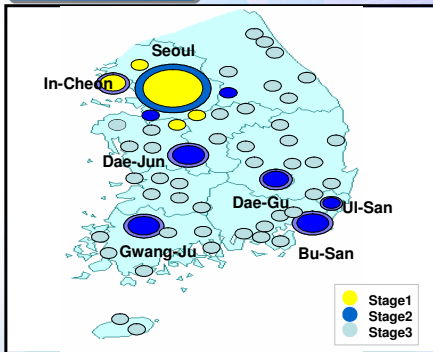 Seoul
In-Cheon
Dae-Jun
Dae-Gu
Ul-San
Gwang-Ju
Bu-San
Stage1
Stage2
Stage3